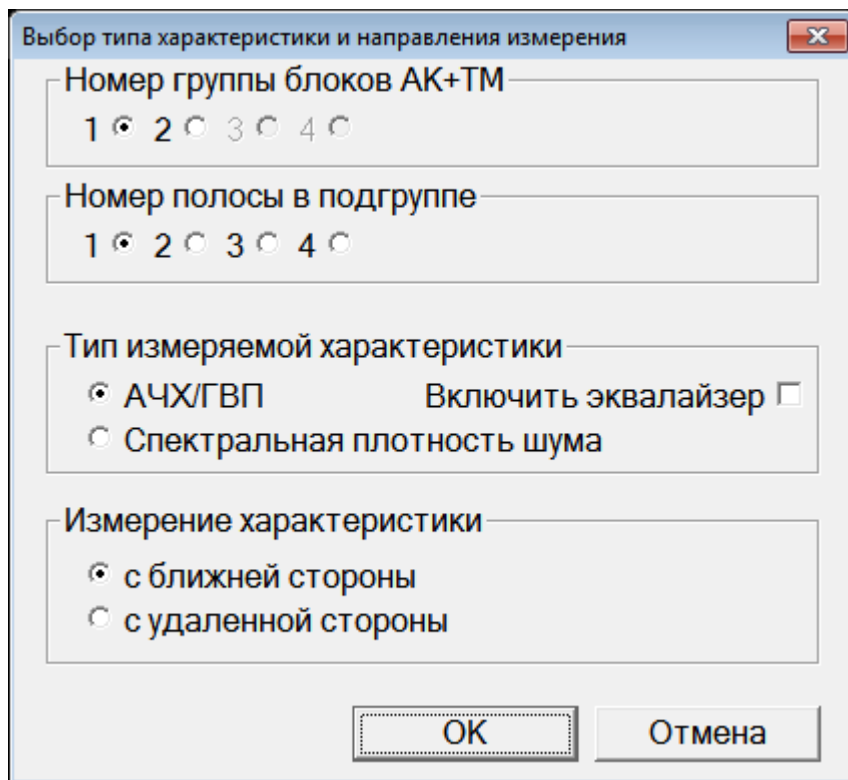 Выбор типа характеристики и направления измерения
Номер группы блоков АК+ТМ
1 2 3 4
Номер полосы в подгруппе
1 2 3 4
Тип измеряемой характеристики
АЧХ/ГВП Включить эквалайзер
Спектральная плотность шума
Измерение характеристики
с ближней стороны
с удаленной стороны
OK Отмена